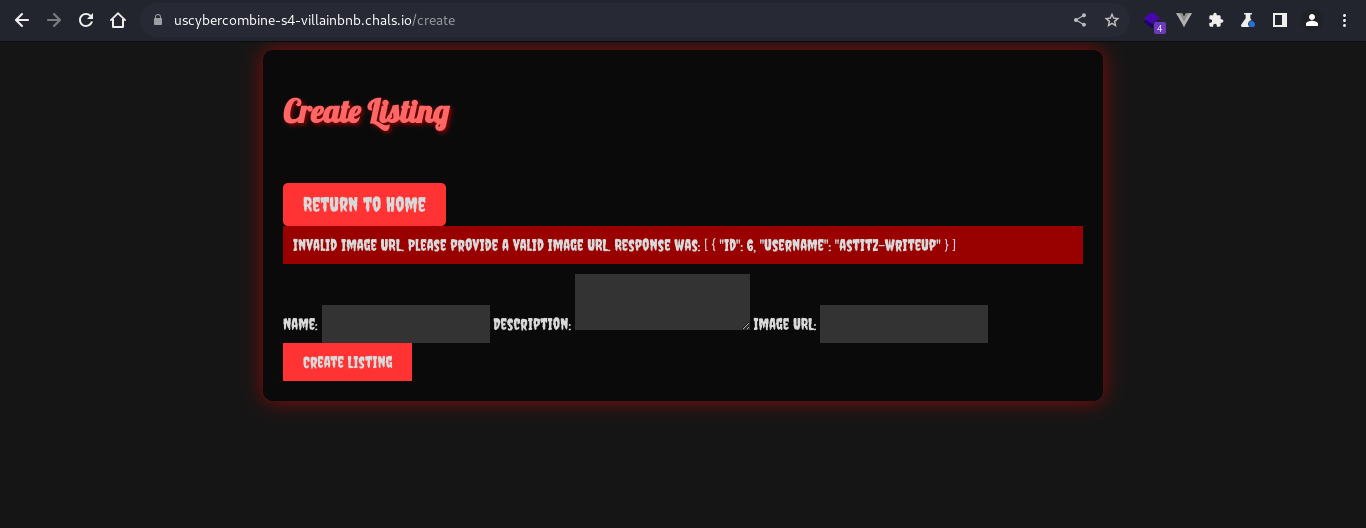 uscybercombine-s4-villainbnb.chals.io/create
4
Create Listing
RETURN TO HOME
INVALID IMAGE URL. PLEASE PROVIDE A VALID IMAGE URL. RESPONSE WAS: [ { "ID": 6, "USERNAME": "ASTITZ-WRITEUP" } ]
NAME: DESCRIPTION: IMAGE URL:
CREATE LISTING